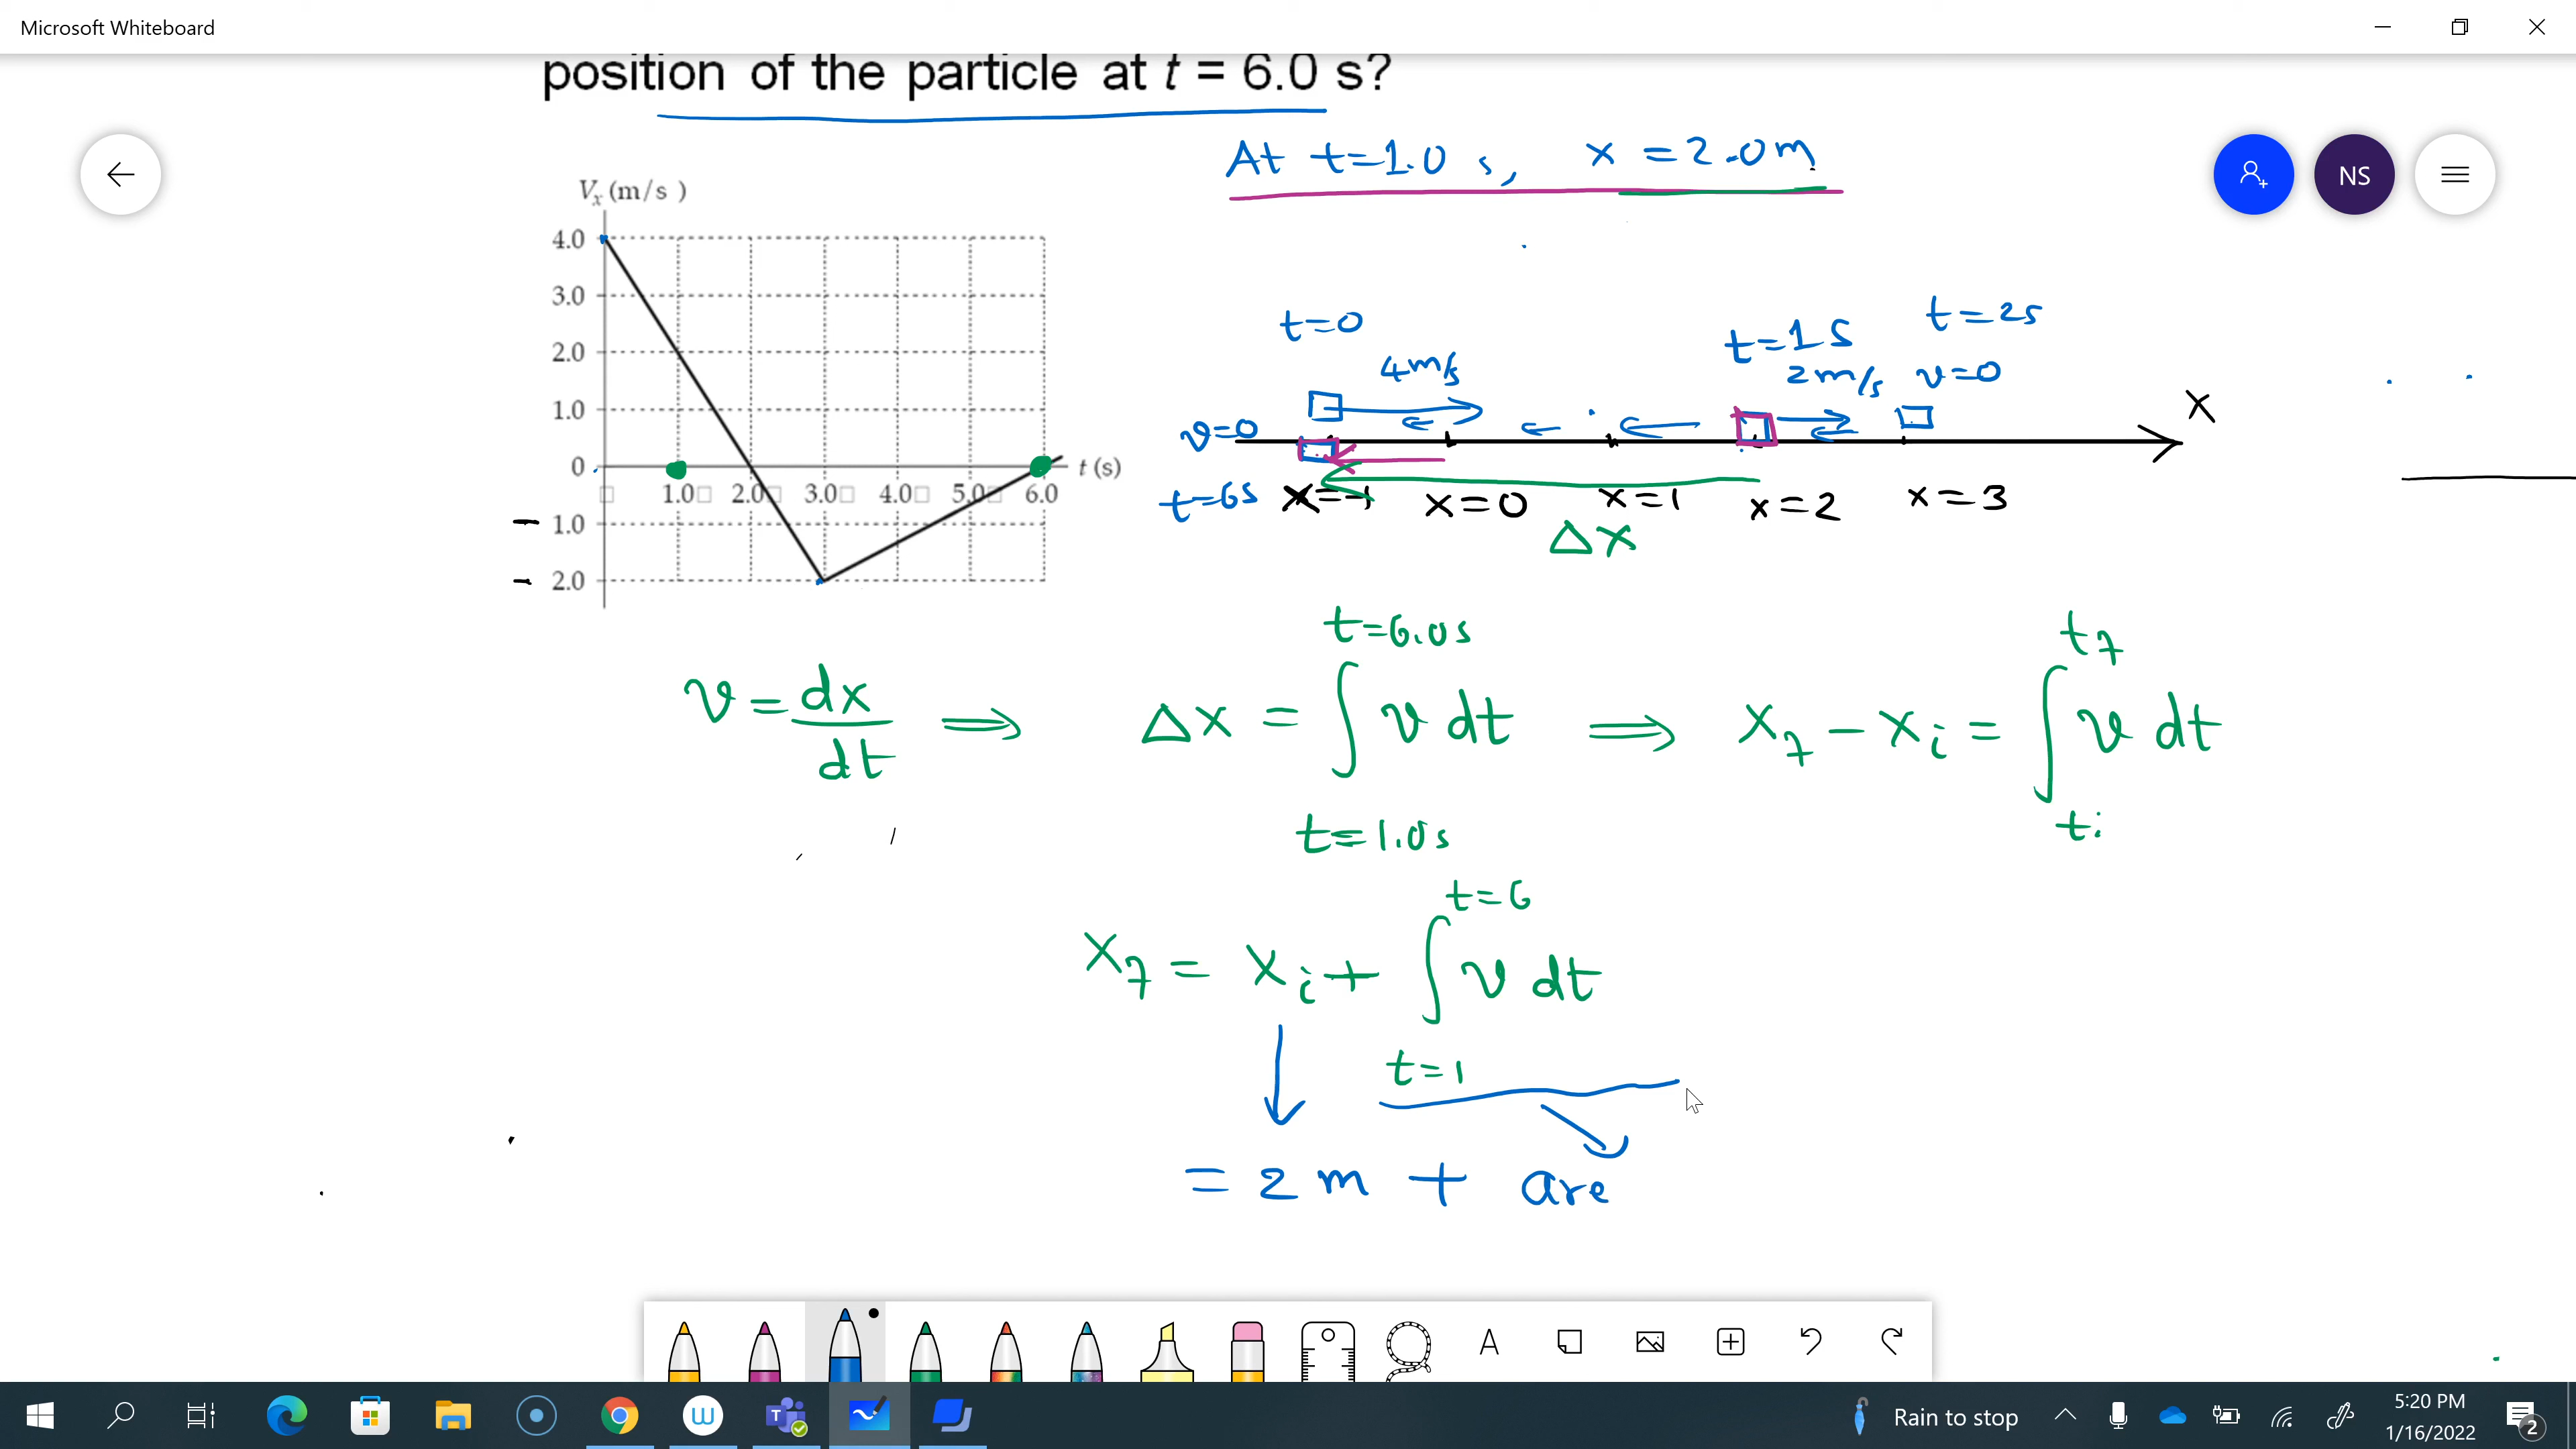 Microsoft Whiteboard
position of the particle at t = 6.0 s?
At t=1.0 s, x = 2.0m
NS
Vx (m/s )
4.0
3.0
2.0
1.0
0
- 1.0
- 2.0
1.0 2.0 3.0 4.0 5.0 6.0
t (s)
t=0
4m/s
t=1s
2m/s
t=2s
v=0
X
v=0
t=6s
x=-1 x=0 x=1 x=2 x=3
Δx
v = dx/dt ⟹ Δx = ∫ v dt ⟹ xf - xi = ∫ v dt
t=6.0s
t=1.0s
tf
ti
xf = xi + ∫ v dt
t=6
t=1
= 2 m + are
A
Rain to stop
5:20 PM
1/16/2022
2